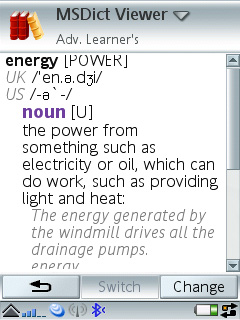 MSDict Viewer
Adv. Learner's
energy [POWER]
UK /ˈen.ə.dʒi/
US /-ɚ-/
noun [U]
the power from
something such as
electricity or oil, which can
do work, such as providing
light and heat:
The energy generated by
the windmill drives all the
drainage pumps.
energy
Switch
Change